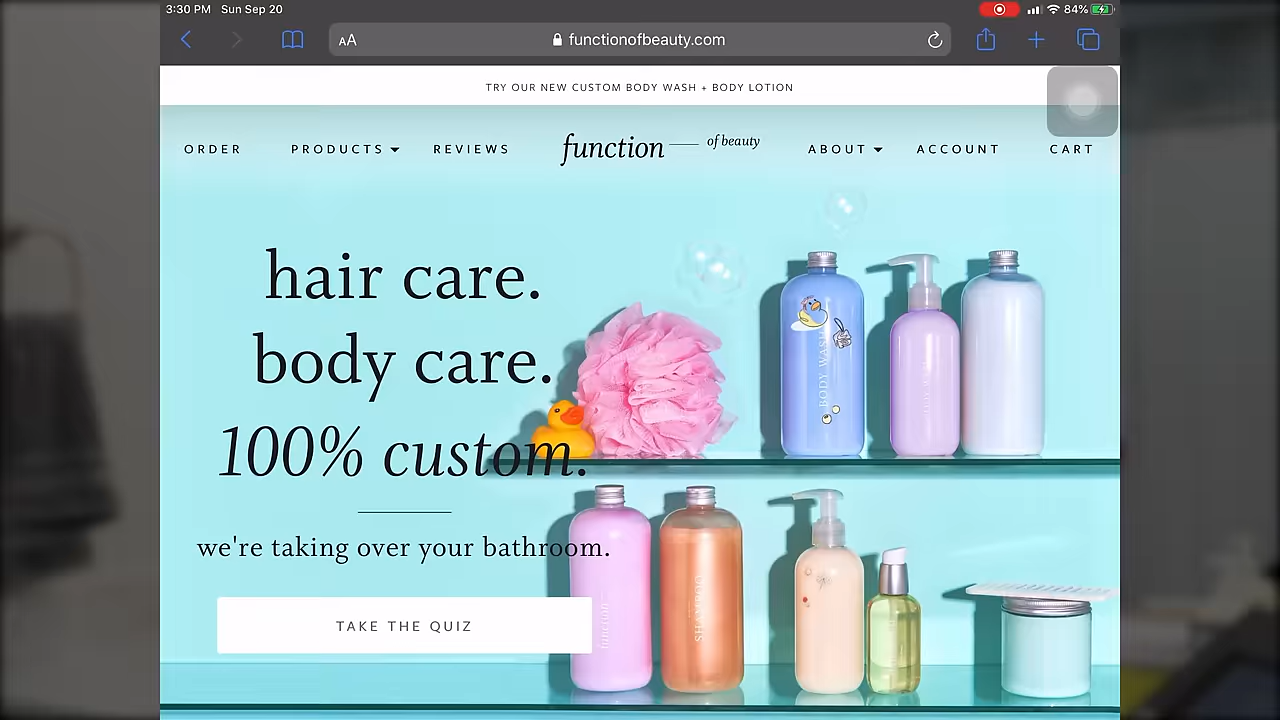 3:30 PM Sun Sep 20
84%
AA
functionofbeauty.com
TRY OUR NEW CUSTOM BODY WASH + BODY LOTION
ORDER PRODUCTS REVIEWS function of beauty ABOUT ACCOUNT CART
hair care.
body care.
100% custom.
we're taking over your bathroom.
TAKE THE QUIZ
BODY WASH
function
SHAMPOO